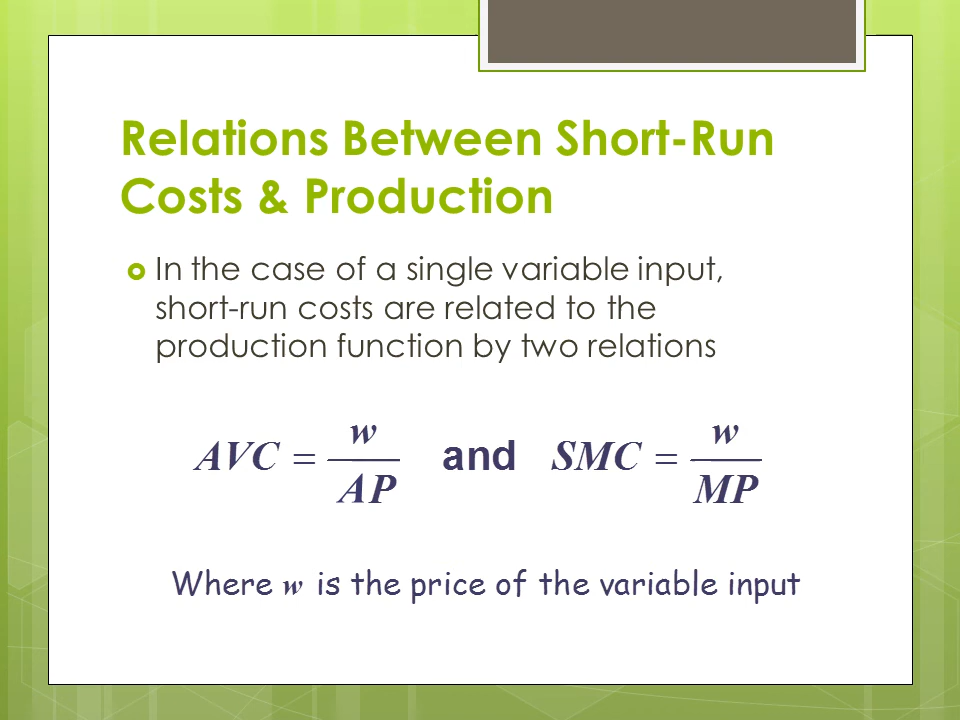 Relations Between Short-Run
Costs & Production
In the case of a single variable input,
short-run costs are related to the
production function by two relations
AVC = w/AP and SMC = w/MP
Where w is the price of the variable input